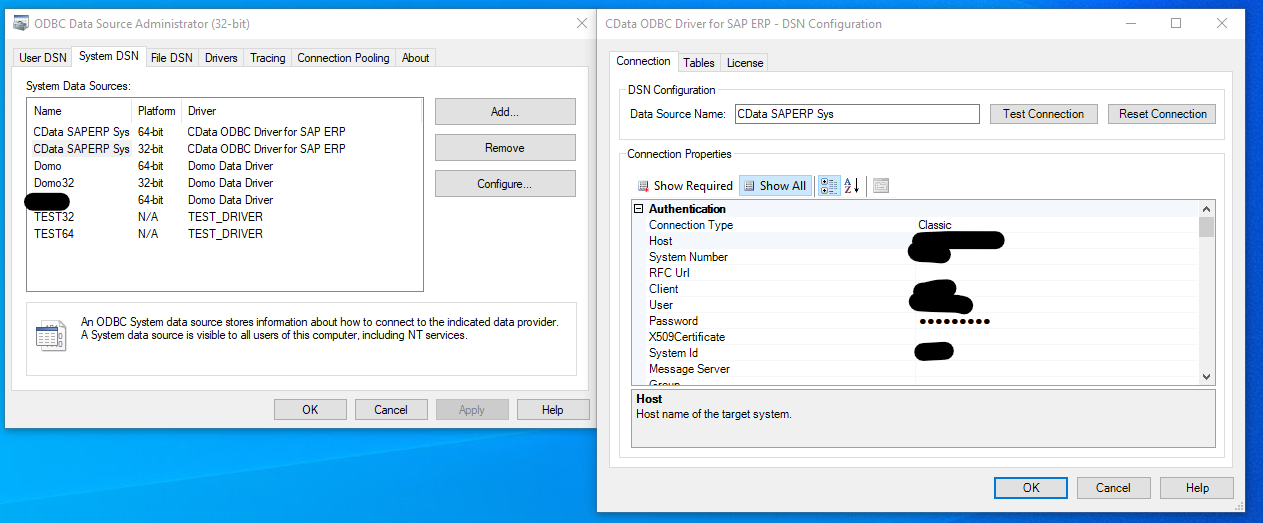 ODBC Data Source Administrator (32-bit)
User DSN System DSN File DSN Drivers Tracing Connection Pooling About
System Data Sources:
Name Platform Driver
CData SAPERP Sys 64-bit CData ODBC Driver for SAP ERP
CData SAPERP Sys 32-bit CData ODBC Driver for SAP ERP
Domo 64-bit Domo Data Driver
Domo32 32-bit Domo Data Driver
64-bit Domo Data Driver
TEST32 N/A TEST_DRIVER
TEST64 N/A TEST_DRIVER
Add...
Remove
Configure...
An ODBC System data source stores information about how to connect to the indicated data provider.
A System data source is visible to all users of this computer, including NT services.
OK Cancel Apply Help
CData ODBC Driver for SAP ERP - DSN Configuration
Connection Tables License
DSN Configuration
Data Source Name: CData SAPERP Sys Test Connection Reset Connection
Connection Properties
Show Required Show All
Authentication
Connection Type Classic
Host
System Number
RFC Url
Client
User
Password ●●●●●●●●●
X509Certificate
System Id
Message Server
Group
Host
Host name of the target system.
OK Cancel Help